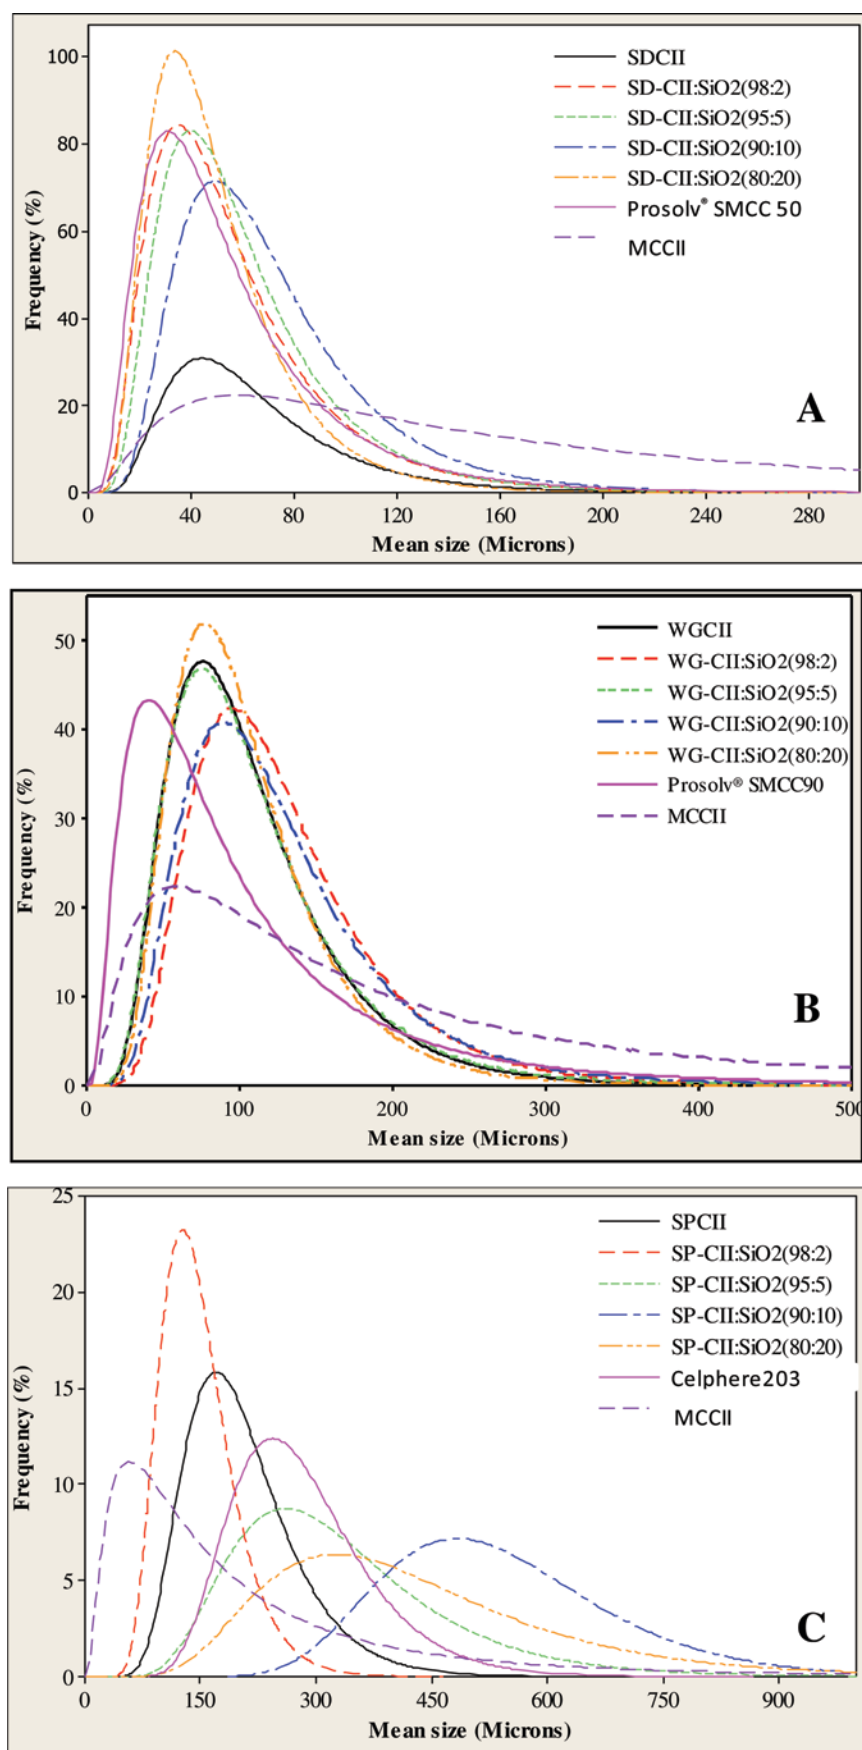 100
80
60
40
20
0
Frequency (%)
SDCII
SD-CII:SiO2(98:2)
SD-CII:SiO2(95:5)
SD-CII:SiO2(90:10)
SD-CII:SiO2(80:20)
Prosolv® SMCC 50
MCCII
A
0 40 80 120 160 200 240 280
Mean size (Microns)
50
40
30
20
10
0
Frequency (%)
WGCII
WG-CII:SiO2(98:2)
WG-CII:SiO2(95:5)
WG-CII:SiO2(90:10)
WG-CII:SiO2(80:20)
Prosolv® SMCC90
MCCII
B
0 100 200 300 400 500
Mean size (Microns)
25
20
15
10
5
0
Frequency (%)
SPCII
SP-CII:SiO2(98:2)
SP-CII:SiO2(95:5)
SP-CII:SiO2(90:10)
SP-CII:SiO2(80:20)
Celphere203
MCCII
C
0 150 300 450 600 750 900
Mean size (Microns)